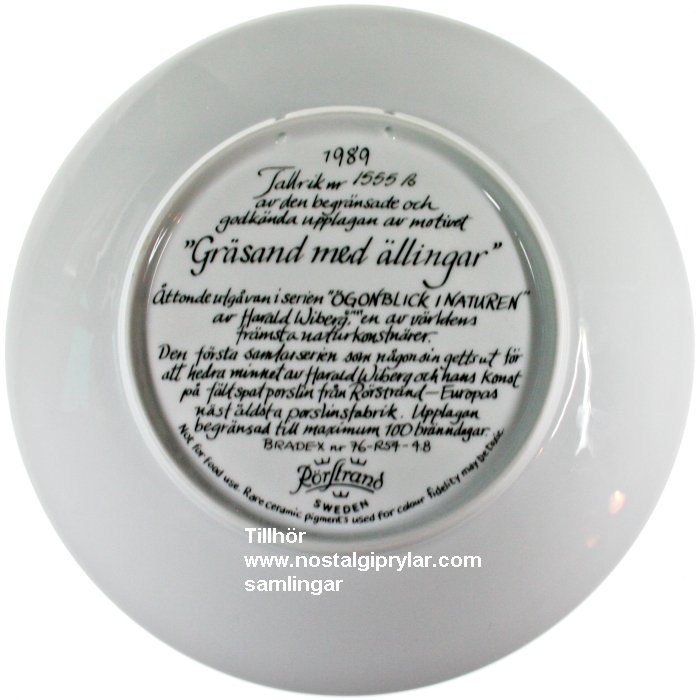 1989
Tallrik nr 1555 B
av den begränsade och
godkända upplagan av motivet
"Gräsand med ällingar"
Åttonde utgåvan i serien "ÖGONBLICK I NATUREN"
av Harald Wiberg, en av världens
främsta naturkonstnärer.
Den första samlarserien som någonsin getts ut för
att hedra minnet av Harald Wiberg och hans konst
på fältspatporslin från Rörstrand—Europas
näst äldsta porslinsfabrik. Upplagan
begränsad till maximum 100 bränndagar.
BRADEX nr 76-R54-4.8
Rörstrand
SWEDEN
Not for food use. Rare ceramic pigments used for colour fidelity may be toxic.
Tillhör
www.nostalgiprylar.com
samlingar